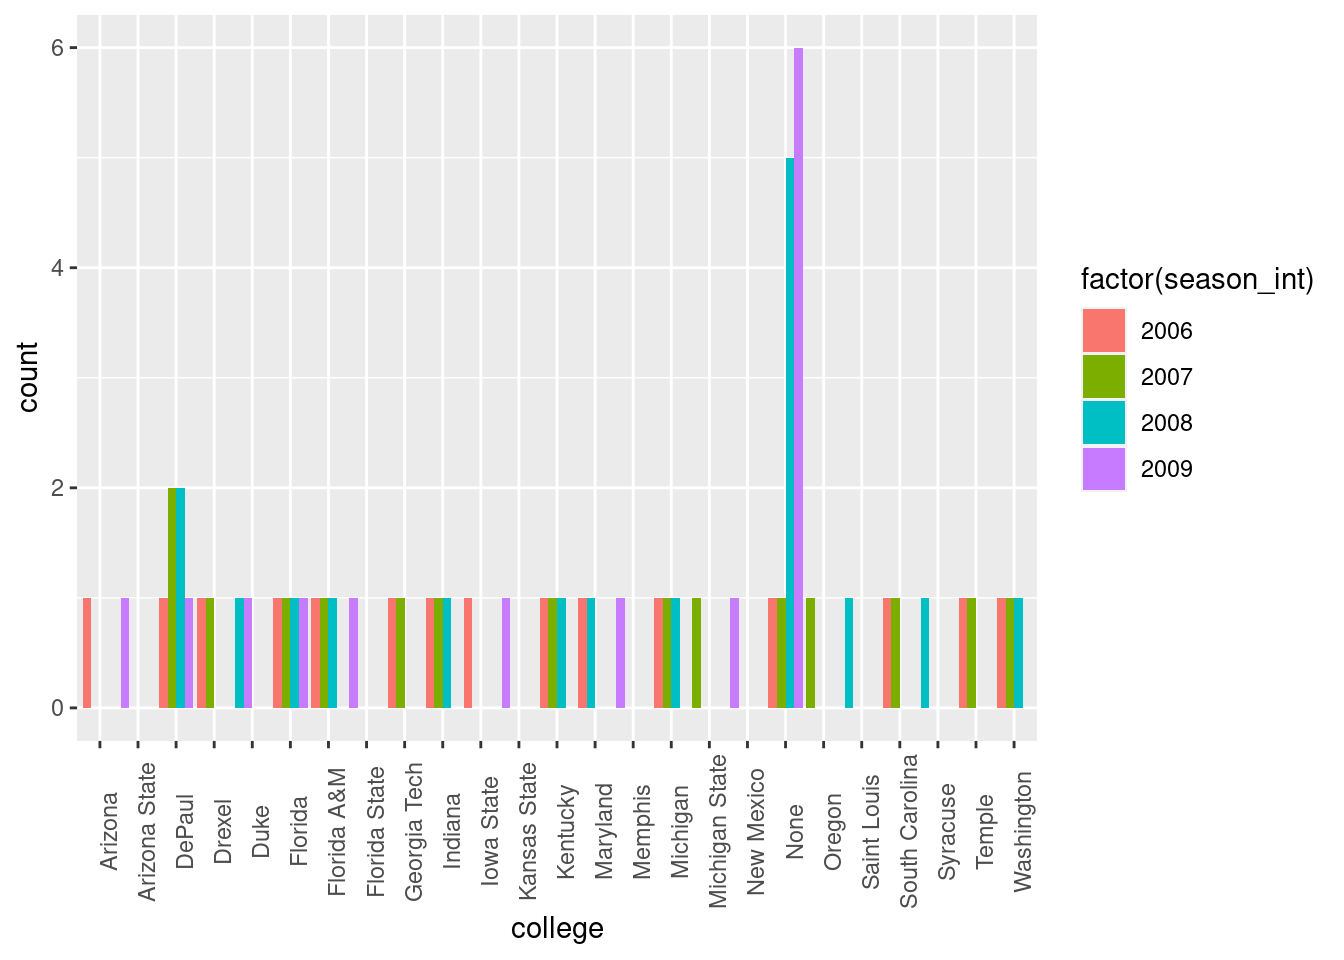 6
4
2
0
count
Arizona
Arizona State
DePaul
Drexel
Duke
Florida
Florida A&M
Florida State
Georgia Tech
Indiana
Iowa State
Kansas State
Kentucky
Maryland
Memphis
Michigan
Michigan State
New Mexico
None
Oregon
Saint Louis
South Carolina
Syracuse
Temple
Washington
college
factor(season_int)
2006
2007
2008
2009